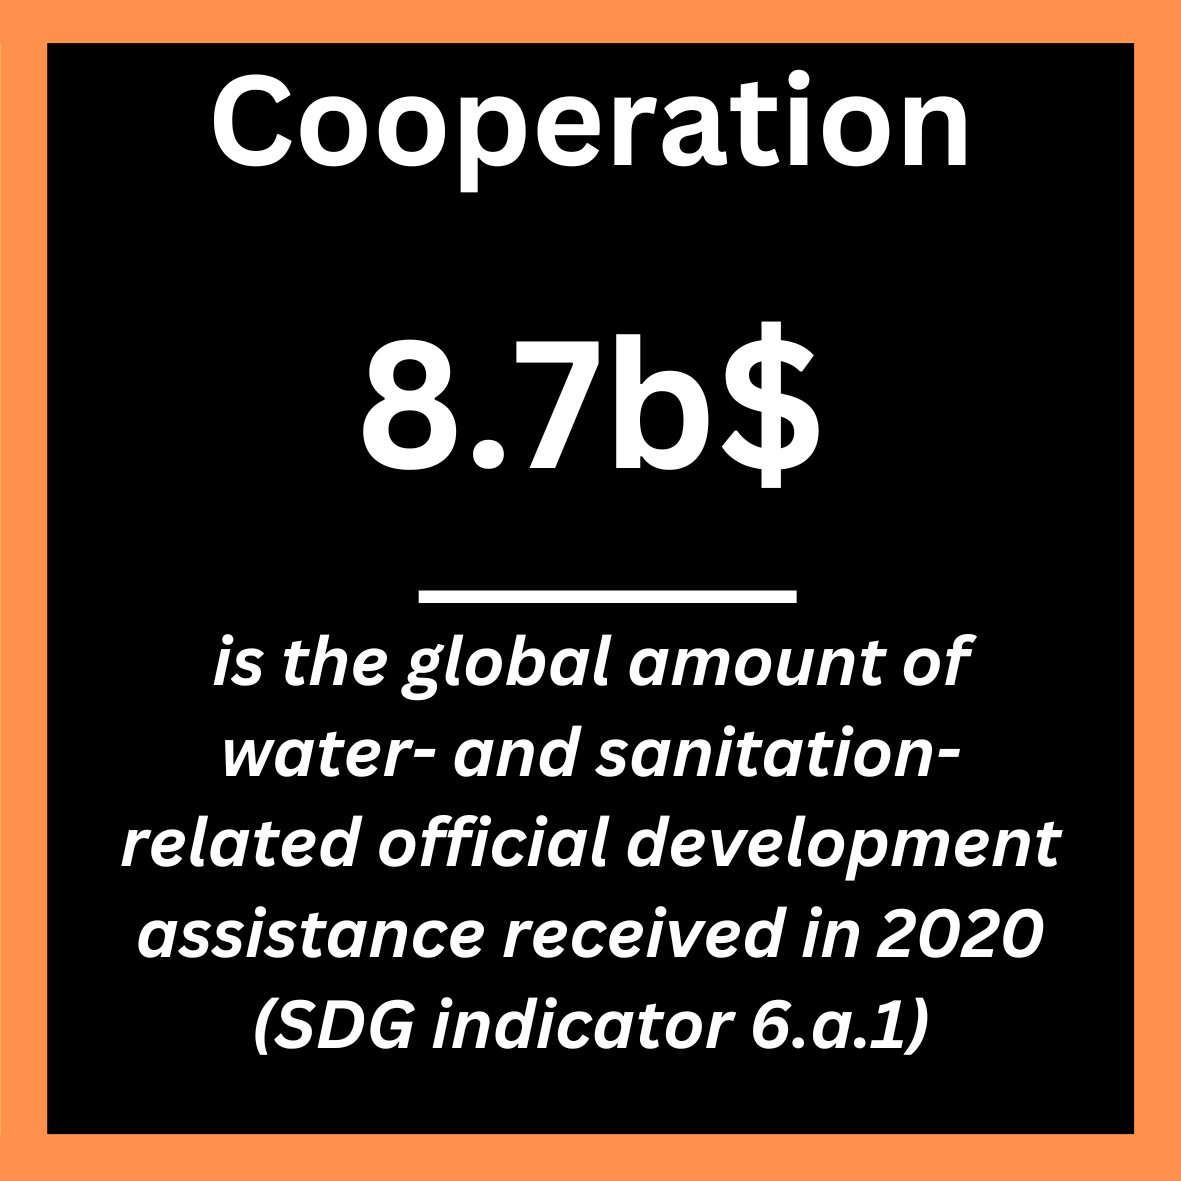 Cooperation
8.7b$
is the global amount of
water- and sanitation-
related official development
assistance received in 2020
(SDG indicator 6.a.1)